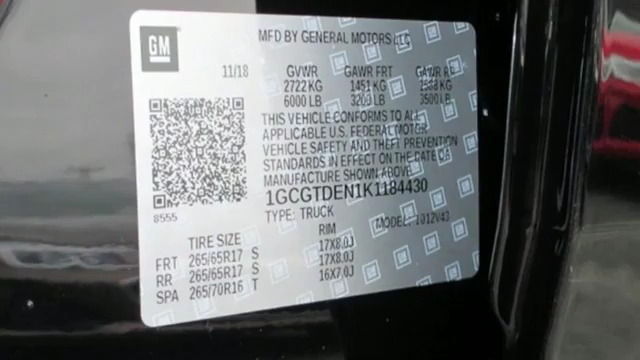 GM
MFD BY GENERAL MOTORS LLC
11/18 GVWR GAWR FRT GAWR RR
2722 KG 1451 KG 1588 KG
6000 LB 3200 LB 3500 LB
THIS VEHICLE CONFORMS TO ALL
APPLICABLE U.S. FEDERAL MOTOR
VEHICLE SAFETY AND THEFT PREVENTION
STANDARDS IN EFFECT ON THE DATE OF
MANUFACTURE SHOWN ABOVE
1GCGTDEN1K1184430
8555 TYPE: TRUCK MODEL:
TIRE SIZE RIM
FRT 265/65R17 S 17X8.0J
RR 265/65R17 S 17X8.0J
SPA 265/70R16 T 16X7.0J